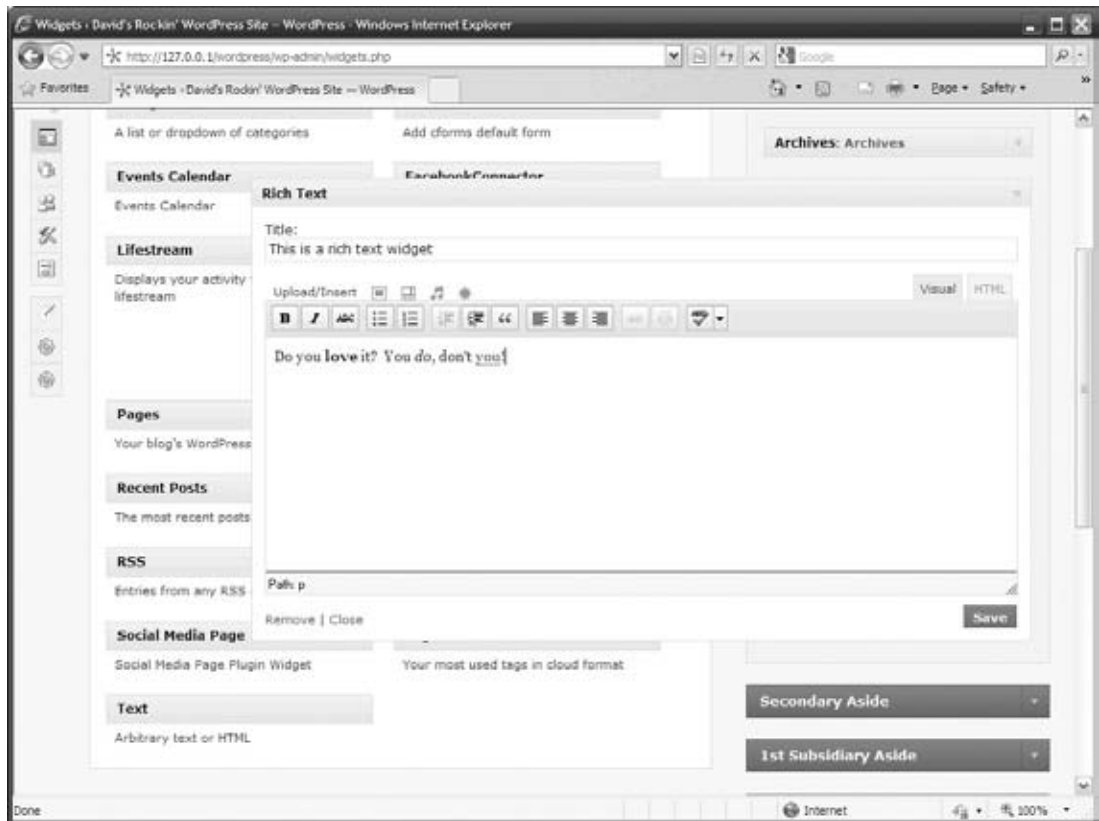 Widgets ‹ David's Rockin' WordPress Site — WordPress - Windows Internet Explorer
http://127.0.0.1/wordpress/wp-admin/widgets.php
Google
Favorites
Widgets ‹ David's Rockin' WordPress Site — WordPress
Page
Safety
A list or dropdown of categories
Add cforms default form
Archives: Archives
Events Calendar
FacebookConnector
Events Calendar
Rich Text
Title:
This is a rich text widget
Lifestream
Displays your activity
lifestream
Upload/Insert
Visual
HTML
B I ABC
Do you love it? You do, don't you!
Pages
Your blog's WordPress
Recent Posts
The most recent posts
RSS
Entries from any RSS
Path: p
Remove | Close
Save
Social Media Page
Social Media Page Plugin Widget
Your most used tags in cloud format
Secondary Aside
Text
Arbitrary text or HTML
1st Subsidiary Aside
Done
Internet
100%